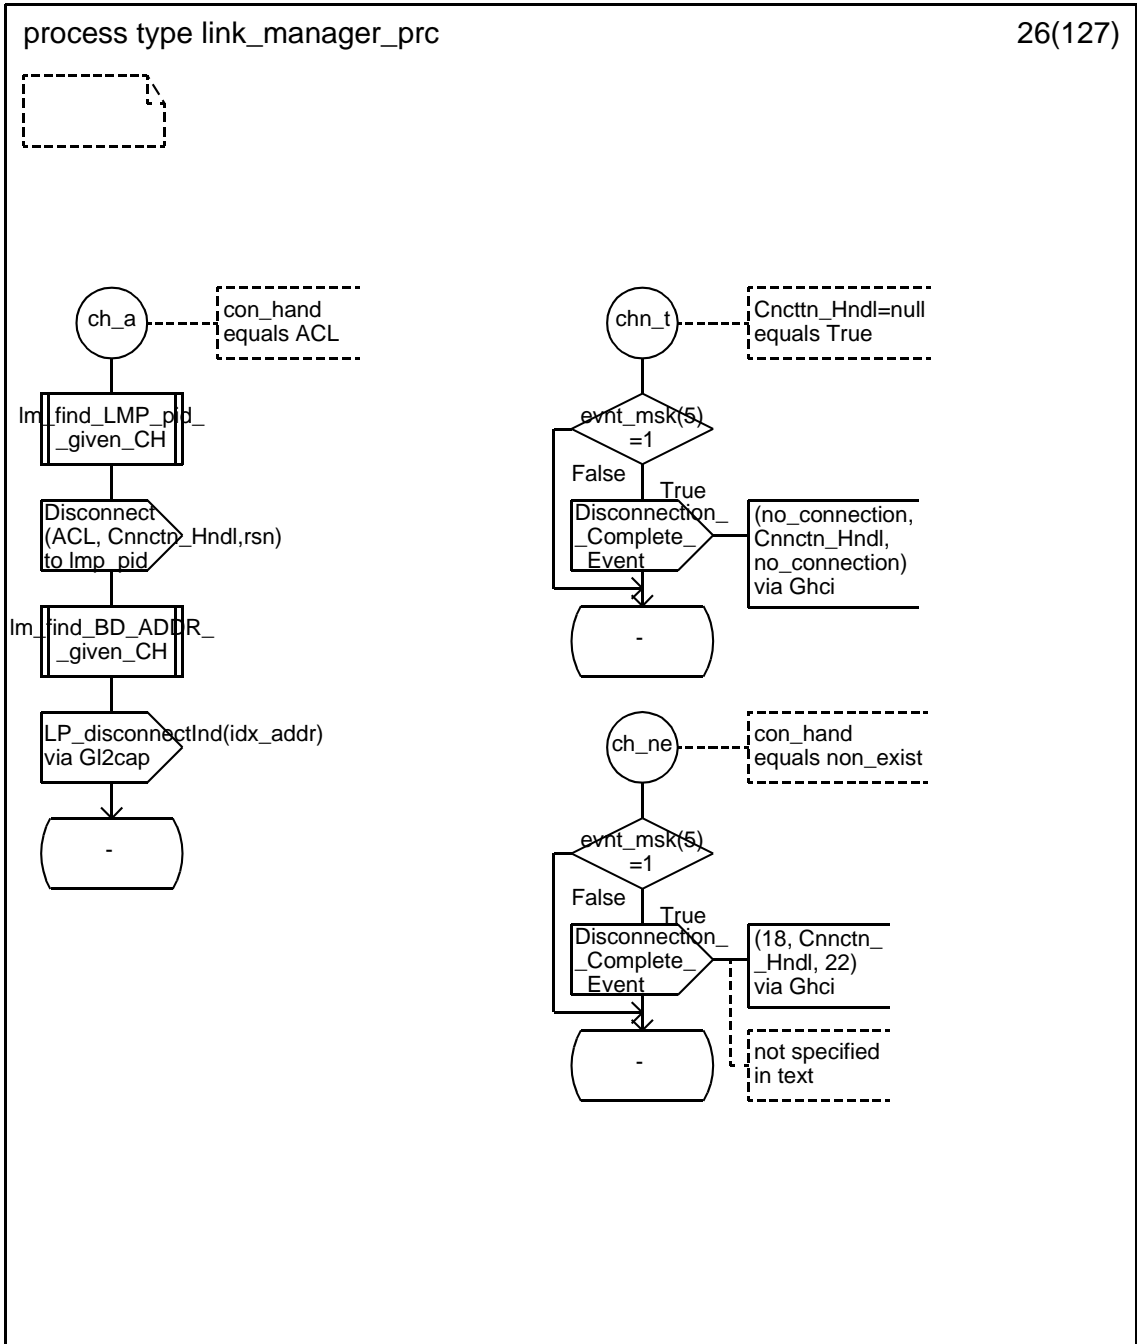 process type link_manager_prc
26(127)
ch_a
con_hand
equals ACL
lm_find_LMP_pid_
_given_CH
Disconnect
(ACL, Cnnctn_Hndl,rsn)
to lmp_pid
lm_find_BD_ADDR_
_given_CH
LP_disconnectInd(idx_addr)
via Gl2cap
-
chn_t
Cncttn_Hndl=null
equals True
evnt_msk(5)
=1
False
True
Disconnection_
_Complete_
_Event
(no_connection,
Cnnctn_Hndl,
no_connection)
via Ghci
-
ch_ne
con_hand
equals non_exist
evnt_msk(5)
=1
False
True
Disconnection_
_Complete_
_Event
(18, Cnnctn_
_Hndl, 22)
via Ghci
-
not specified
in text